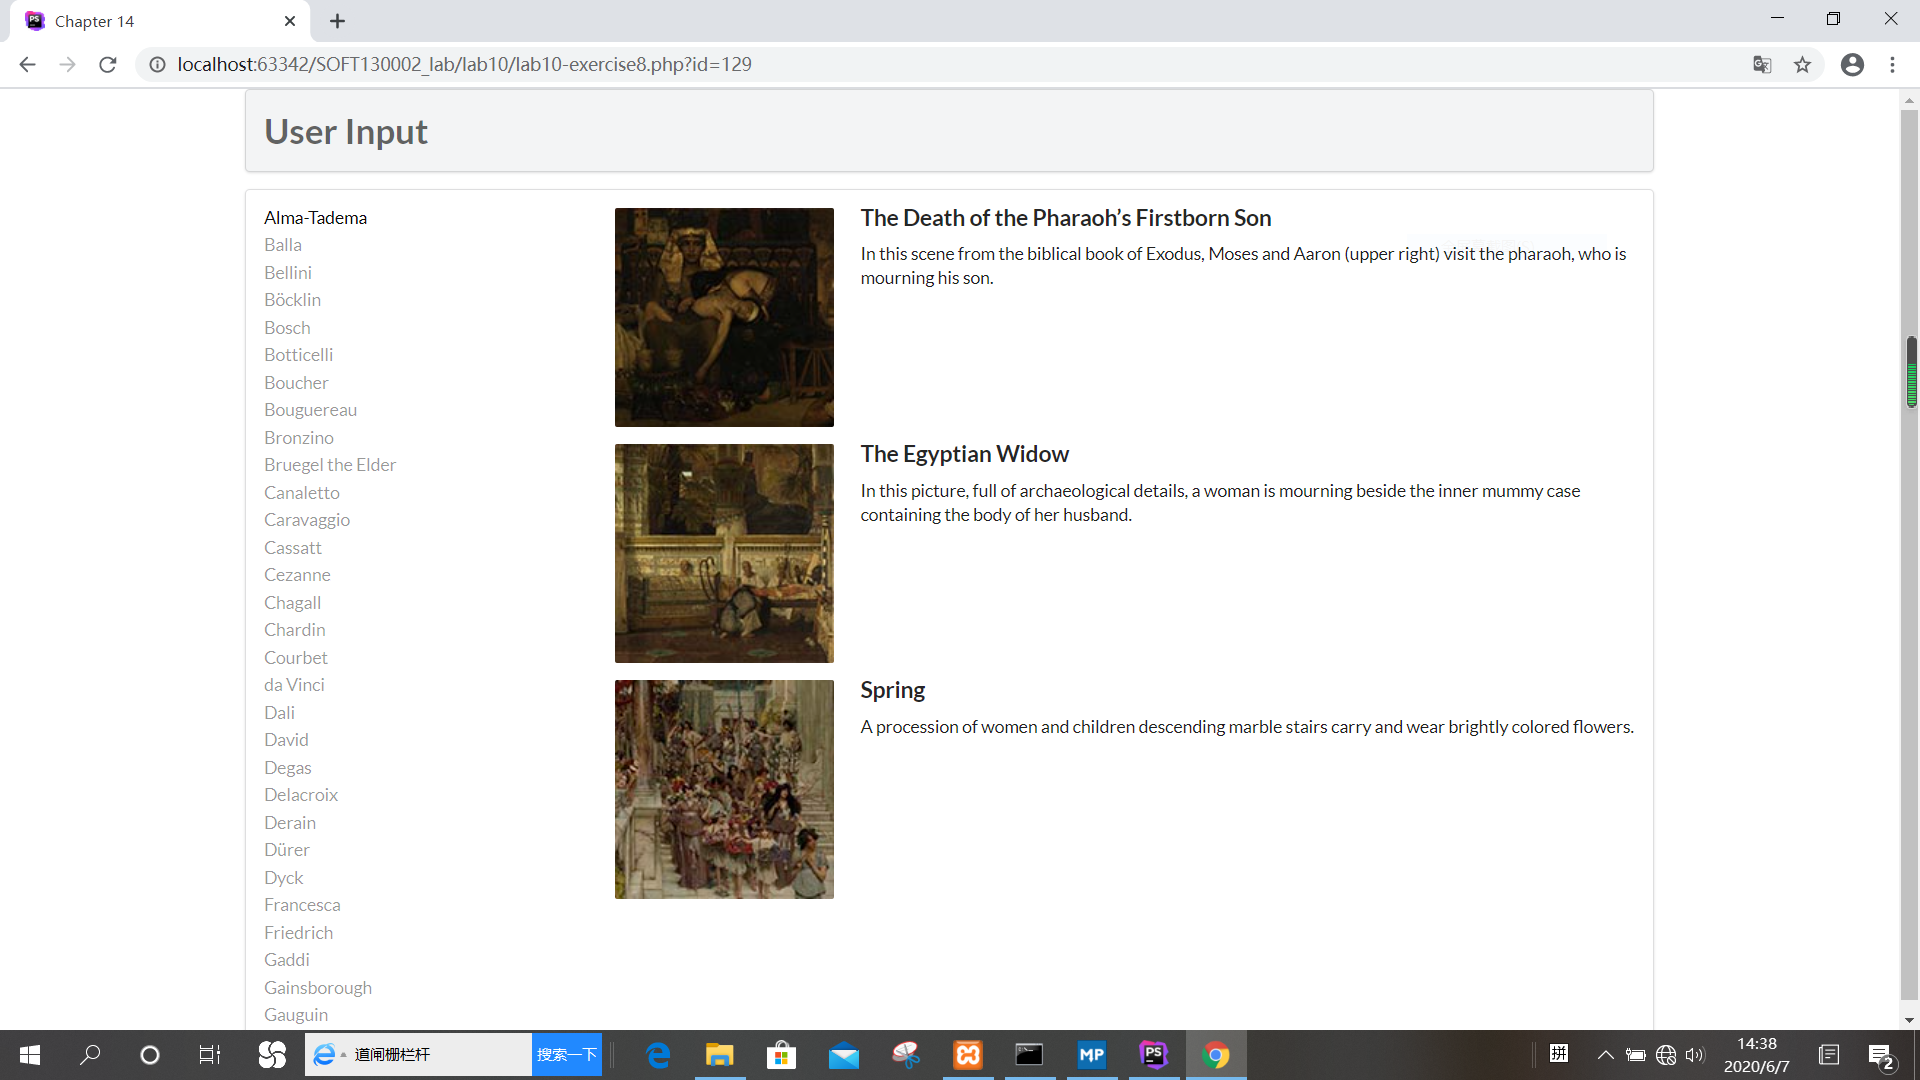 Chapter 14
localhost:63342/SOFT130002_lab/lab10/lab10-exercise8.php?id=129
User Input
Alma-Tadema
Balla
Bellini
Böcklin
Bosch
Botticelli
Boucher
Bouguereau
Bronzino
Bruegel the Elder
Canaletto
Caravaggio
Cassatt
Cezanne
Chagall
Chardin
Courbet
da Vinci
Dali
David
Degas
Delacroix
Derain
Dürer
Dyck
Francesca
Friedrich
Gaddi
Gainsborough
Gauguin
The Death of the Pharaoh’s Firstborn Son
In this scene from the biblical book of Exodus, Moses and Aaron (upper right) visit the pharaoh, who is
mourning his son.
The Egyptian Widow
In this picture, full of archaeological details, a woman is mourning beside the inner mummy case
containing the body of her husband.
Spring
A procession of women and children descending marble stairs carry and wear brightly colored flowers.
道闸栅栏杆
搜索一下
MP
PS
拼
14:38
2020/6/7
2